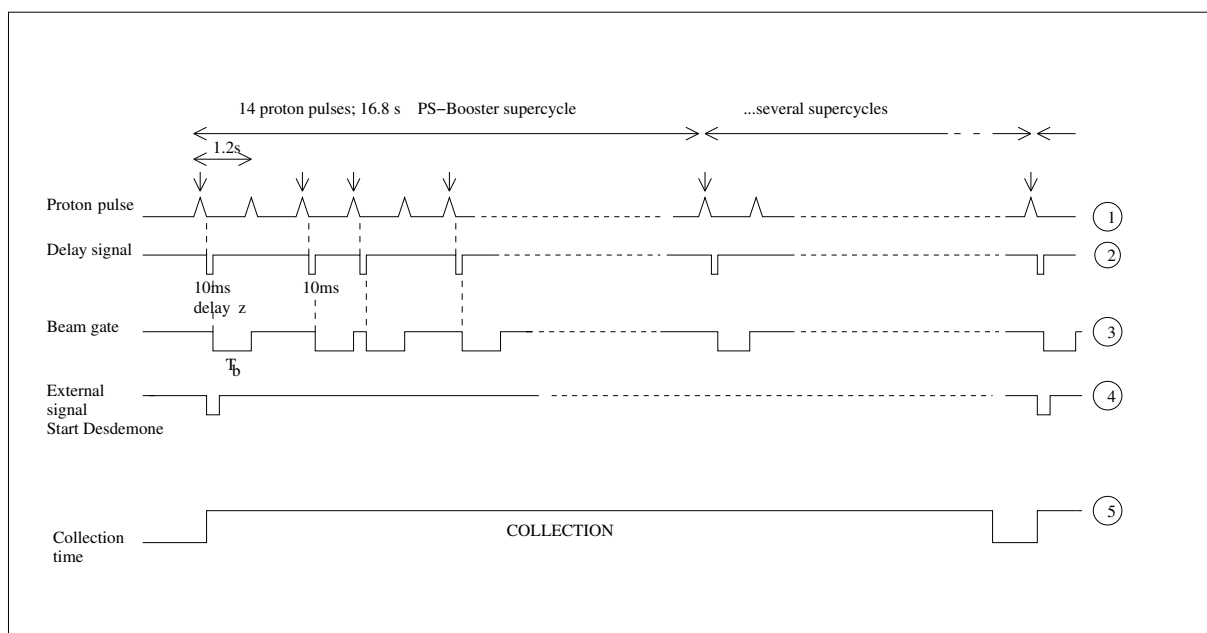 14 proton pulses; 16.8 s PS−Booster supercycle
...several supercycles
1.2s
Proton pulse
1
Delay signal
2
10ms
10ms
delay z
Beam gate
3
Tb
External
signal
Start Desdemone
4
5
COLLECTION
Collection
time